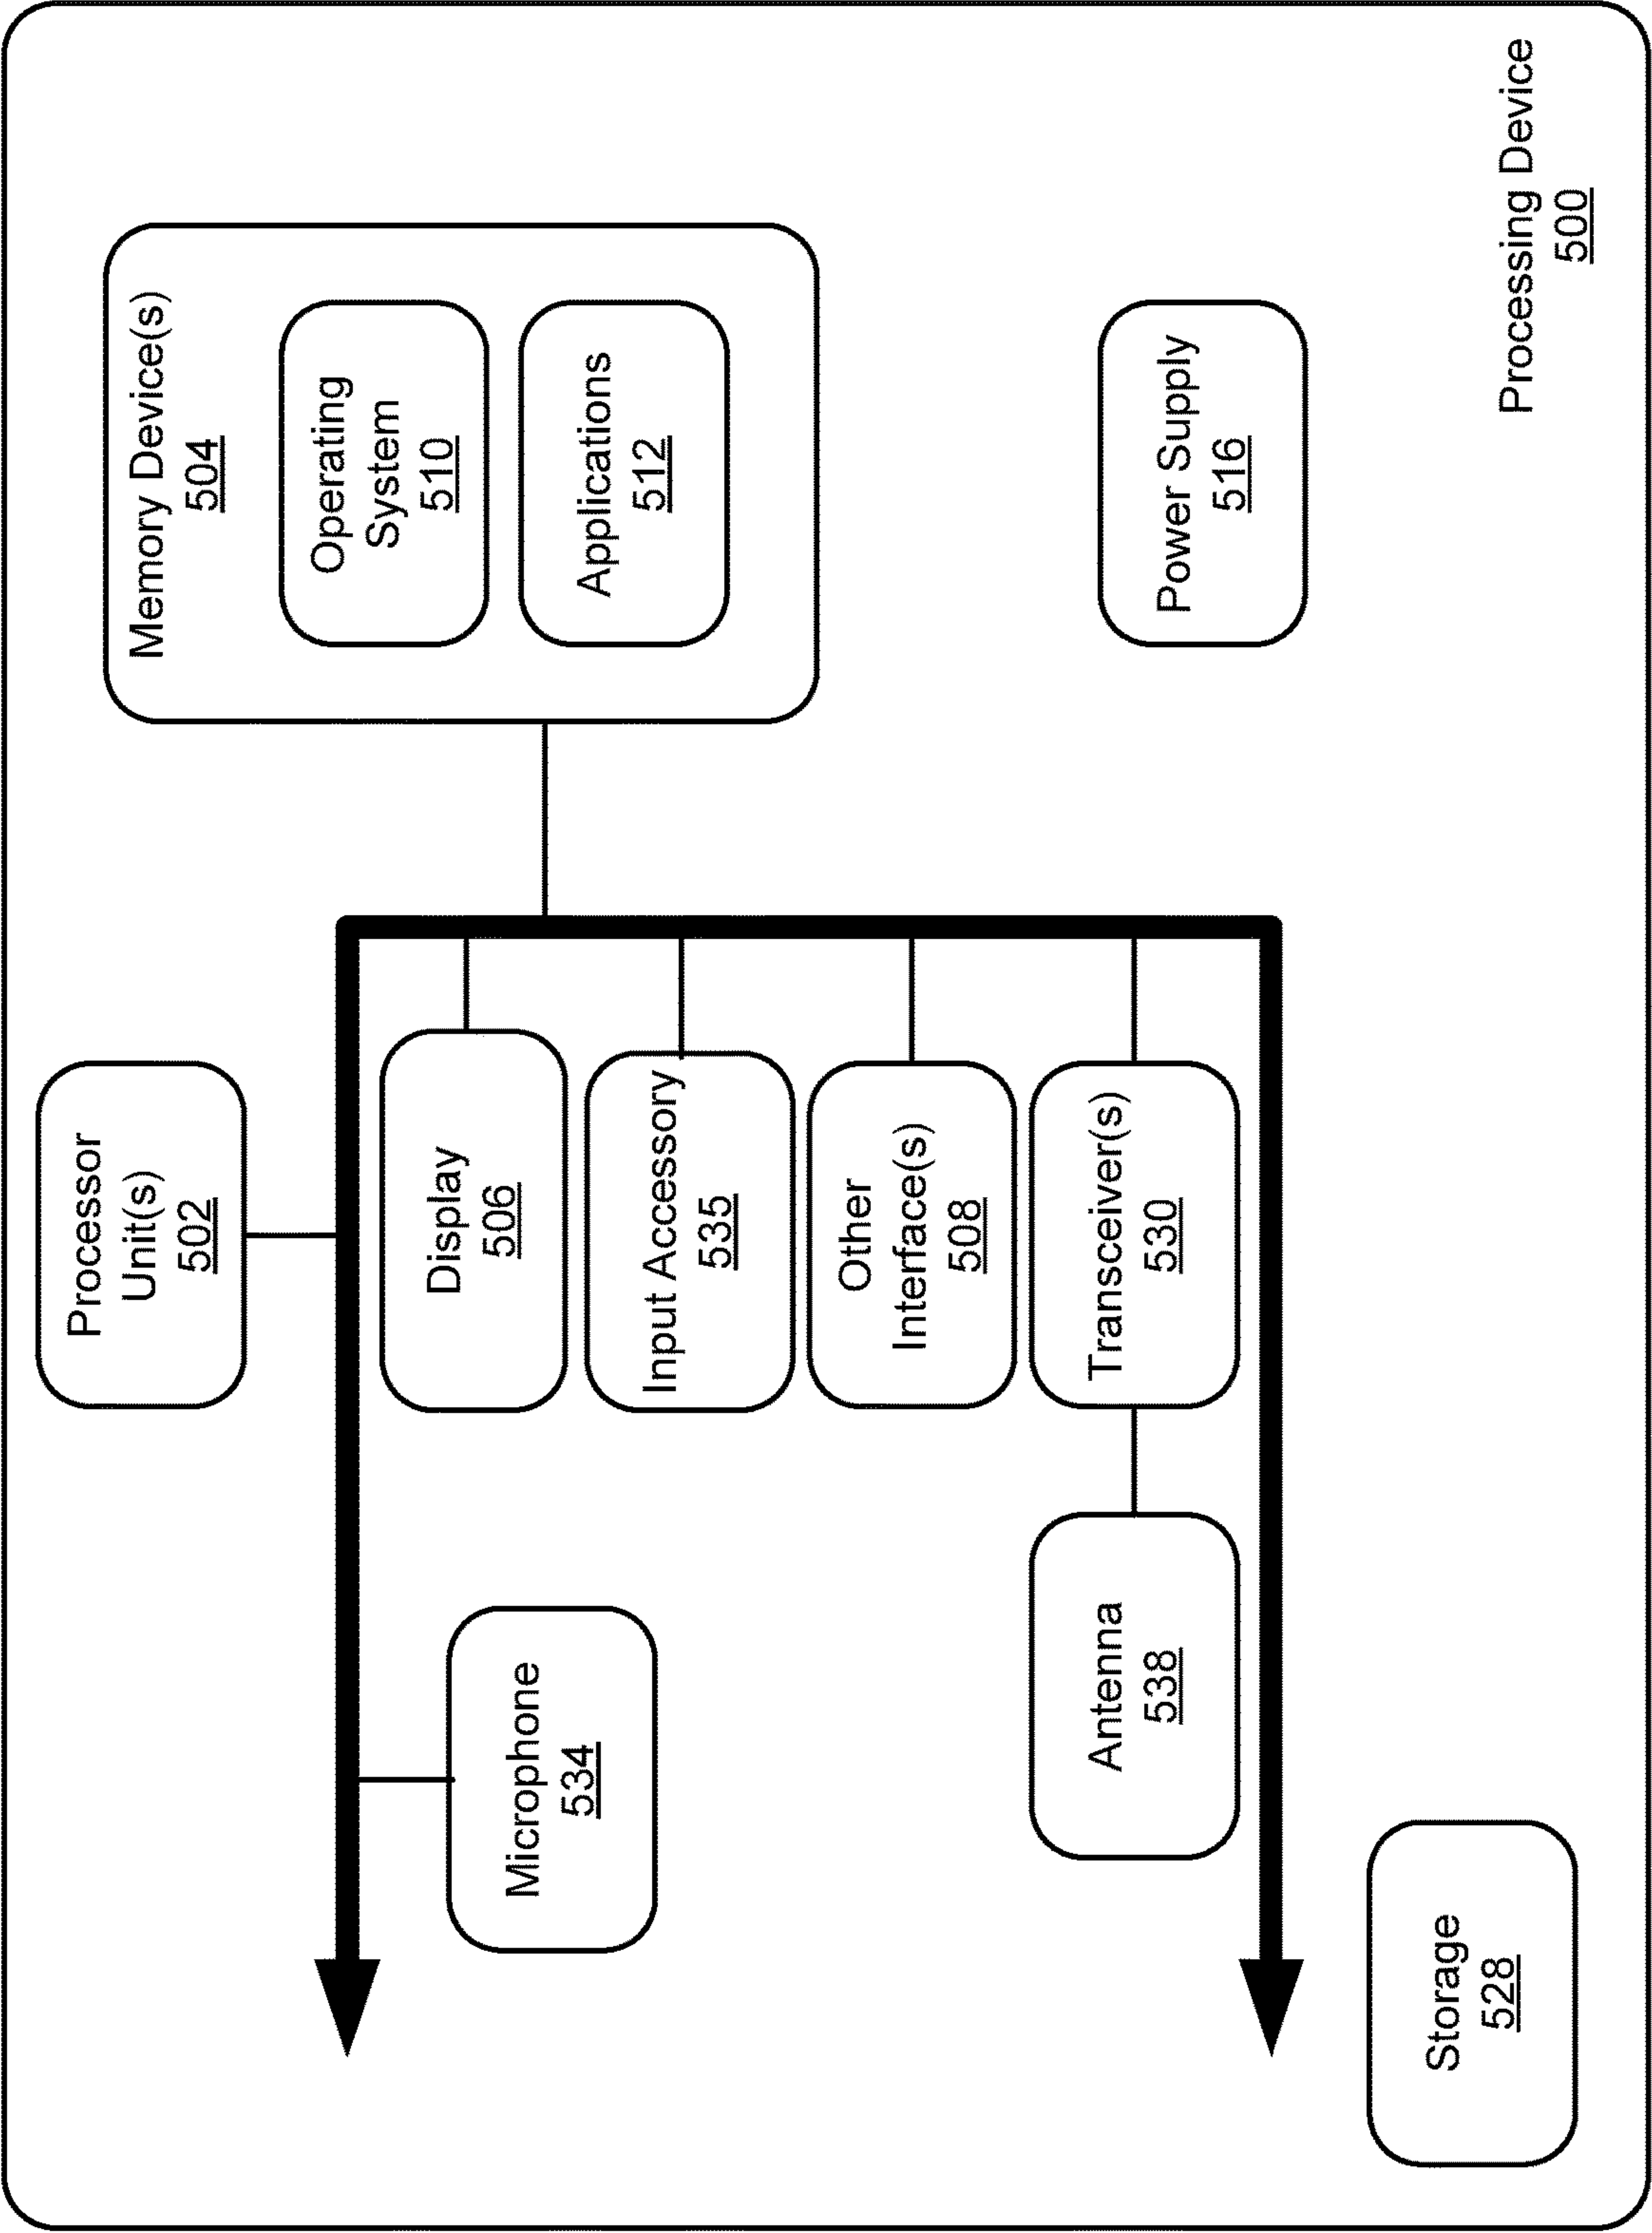 Processing Device
500
Memory Device(s)
504
Operating
System
510
Applications
512
Power Supply
516
Processor
Unit(s)
502
Display
506
Input Accessory
535
Other
Interface(s)
508
Transceiver(s)
530
Microphone
534
Antenna
538
Storage
528